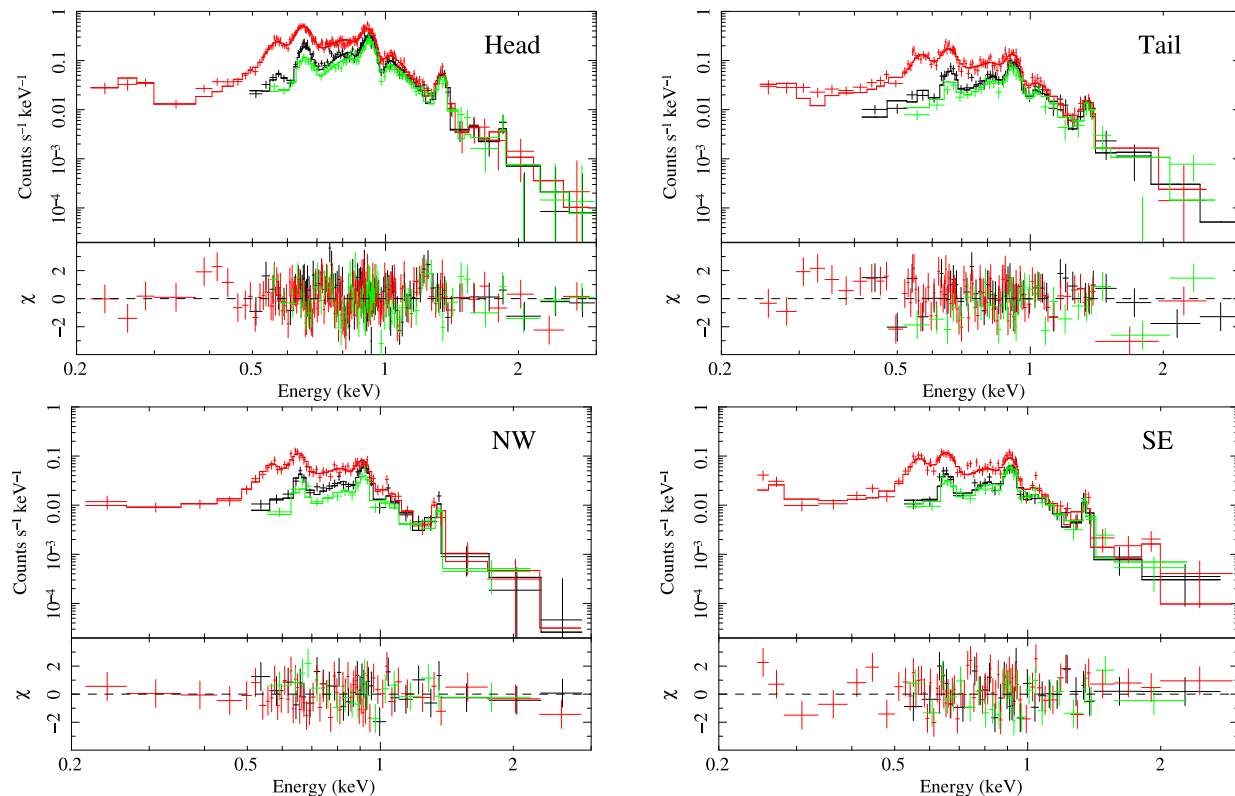 Head
Counts s⁻¹ keV⁻¹
1
0.1
0.01
10⁻³
10⁻⁴
χ
2
0
−2
0.2 0.5 1 2
Energy (keV)
Tail
Counts s⁻¹ keV⁻¹
1
0.1
0.01
10⁻³
10⁻⁴
χ
2
0
−2
0.2 0.5 1 2
Energy (keV)
NW
Counts s⁻¹ keV⁻¹
1
0.1
0.01
10⁻³
10⁻⁴
χ
2
0
−2
0.2 0.5 1 2
Energy (keV)
SE
Counts s⁻¹ keV⁻¹
1
0.1
0.01
10⁻³
10⁻⁴
χ
2
0
−2
0.2 0.5 1 2
Energy (keV)